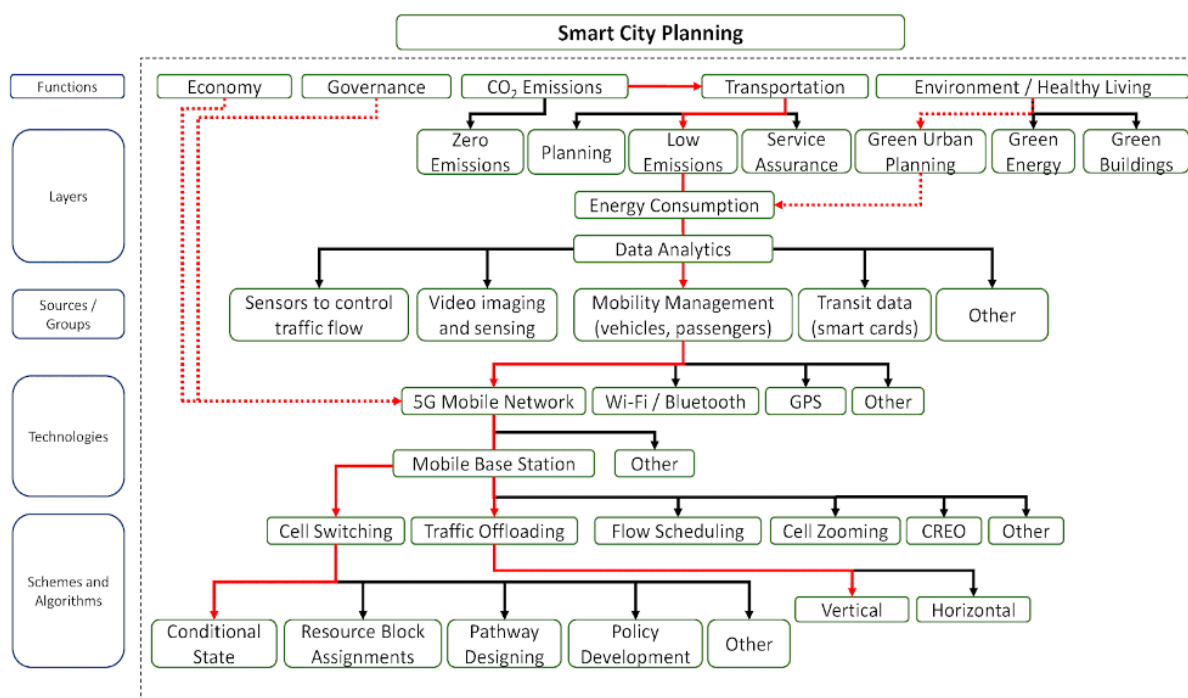 Smart City Planning
Functions
Economy
Governance
CO₂ Emissions
Transportation
Environment / Healthy Living
Layers
Zero
Emissions
Planning
Low
Emissions
Service
Assurance
Green Urban
Planning
Green
Energy
Green
Buildings
Energy Consumption
Data Analytics
Sources /
Groups
Sensors to control
traffic flow
Video imaging
and sensing
Mobility Management
(vehicles, passengers)
Transit data
(smart cards)
Other
Technologies
5G Mobile Network
Wi-Fi / Bluetooth
GPS
Other
Mobile Base Station
Other
Schemes and
Algorithms
Cell Switching
Traffic Offloading
Flow Scheduling
Cell Zooming
CREO
Other
Vertical
Horizontal
Conditional
State
Resource Block
Assignments
Pathway
Designing
Policy
Development
Other